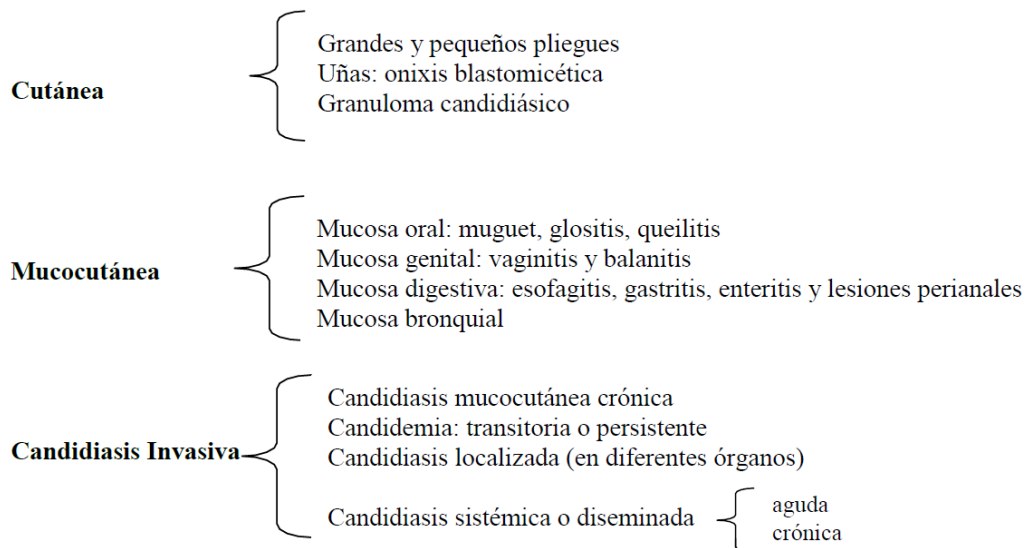 Cutánea
Grandes y pequeños pliegues
Uñas: onixis blastomicética
Granuloma candidiásico
Mucocutánea
Mucosa oral: muguet, glositis, queilitis
Mucosa genital: vaginitis y balanitis
Mucosa digestiva: esofagitis, gastritis, enteritis y lesiones perianales
Mucosa bronquial
Candidiasis Invasiva
Candidiasis mucocutánea crónica
Candidemia: transitoria o persistente
Candidiasis localizada (en diferentes órganos)
Candidiasis sistémica o diseminada
aguda
crónica